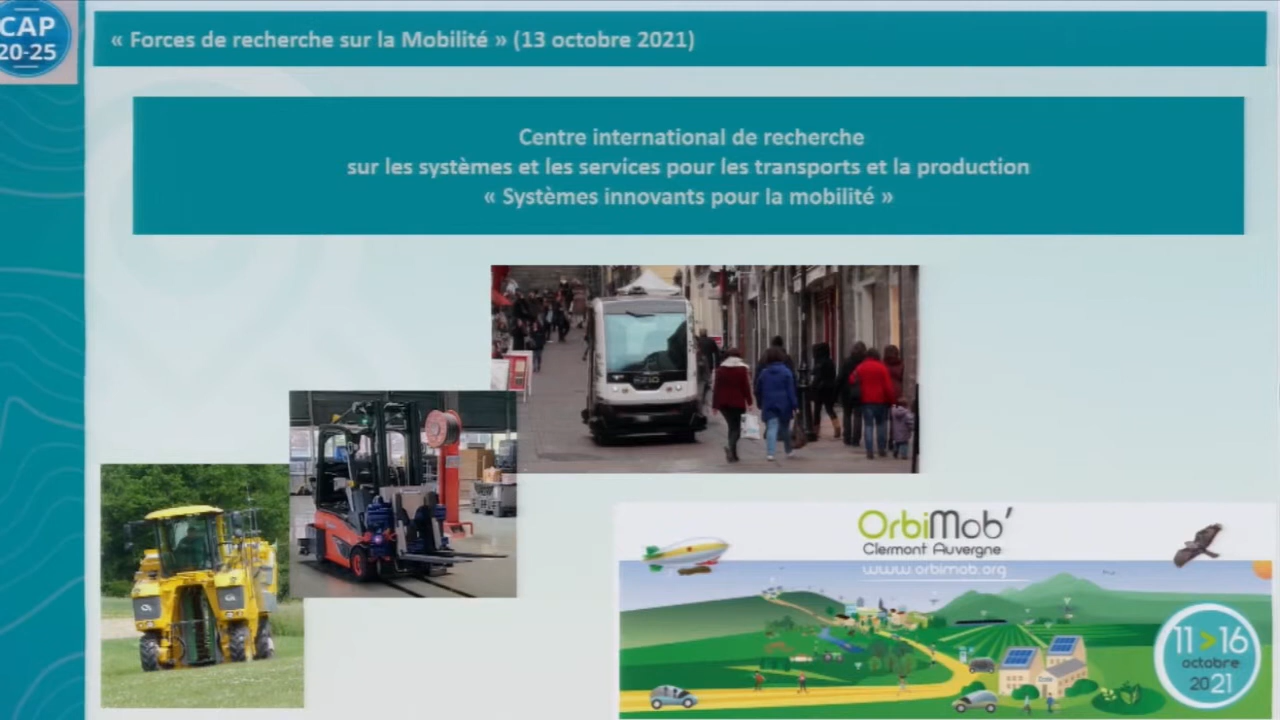 CAP
20-25
« Forces de recherche sur la Mobilité » (13 octobre 2021)
Centre international de recherche
sur les systèmes et les services pour les transports et la production
« Systèmes innovants pour la mobilité »
OrbiMob'
Clermont Auvergne
www.orbimob.org
11>16
octobre
2021